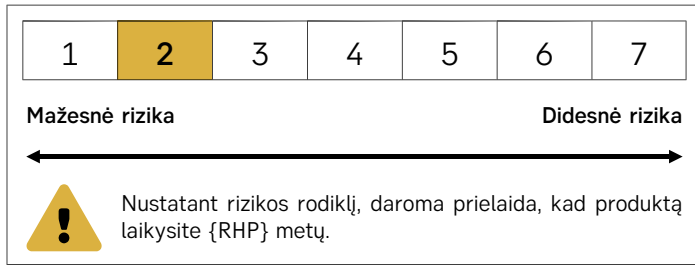 1 2 3 4 5 6 7
Mažesnė rizika Didesnė rizika
Nustatant rizikos rodiklį, daroma prielaida, kad produktą
laikysite {RHP} metų.